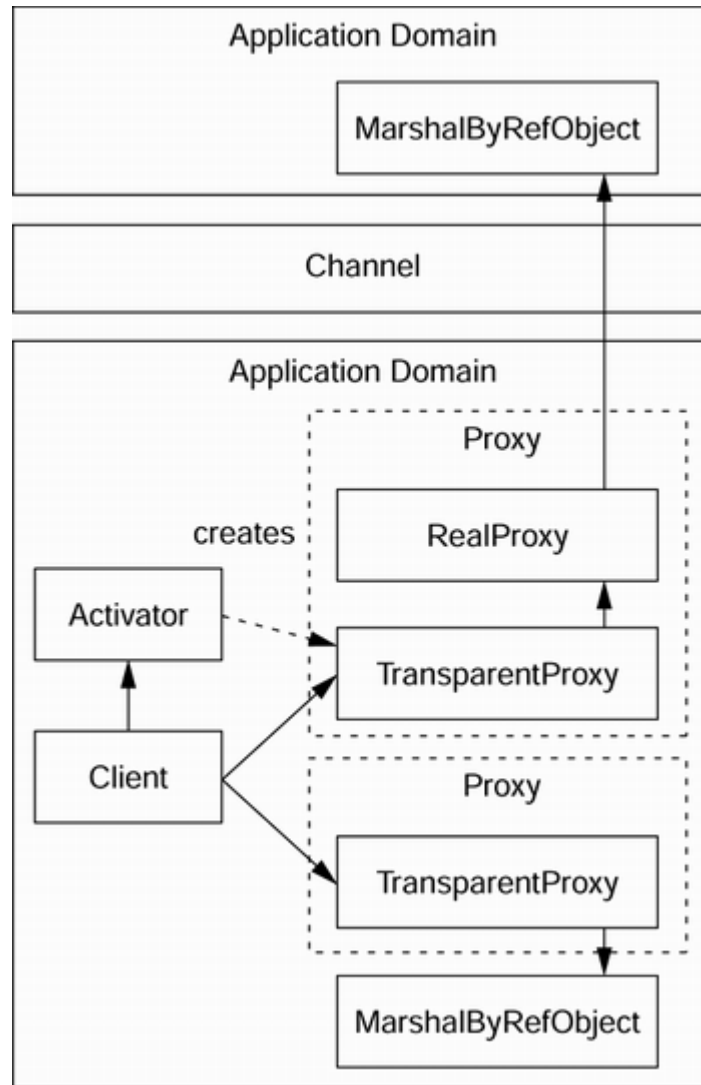 Application Domain
MarshalByRefObject
Channel
Application Domain
Proxy
RealProxy
creates
Activator
TransparentProxy
Client
Proxy
TransparentProxy
MarshalByRefObject